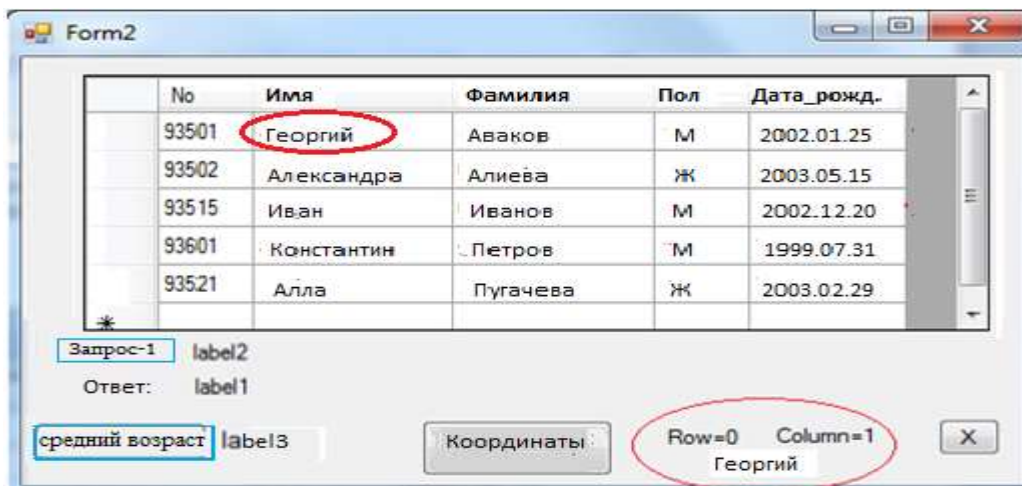 Form2
No Имя Фамилия Пол Дата_рожд.
93501 Георгий Аваков М 2002.01.25
93502 Александра Алиева Ж 2003.05.15
93515 Иван Иванов М 2002.12.20
93601 Константин Петров М 1999.07.31
93521 Алла Пугачева Ж 2003.02.29
Запрос-1 label2
Ответ: label1
средний возраст label3 Координаты Row=0 Column=1 X
Георгий